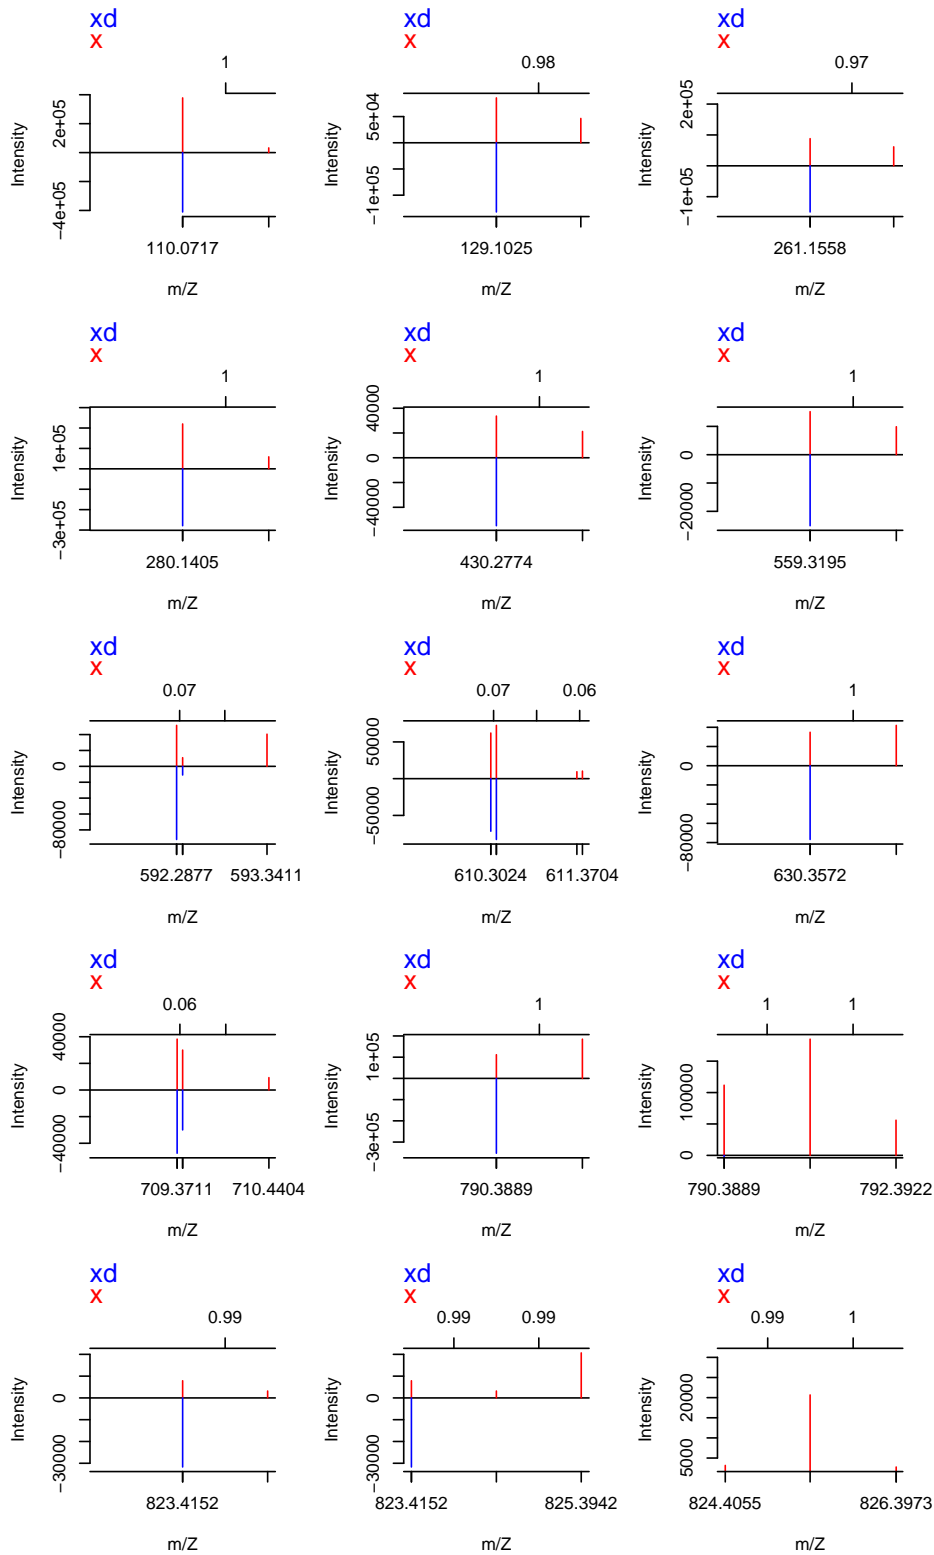 xd
x
1
Intensity
2e+05
−4e+05
110.0717
m/Z
xd
x
0.98
Intensity
5e+04
−1e+05
129.1025
m/Z
xd
x
0.97
Intensity
2e+05
−1e+05
261.1558
m/Z
xd
x
1
Intensity
1e+05
−3e+05
280.1405
m/Z
xd
x
1
Intensity
40000
0
−40000
430.2774
m/Z
xd
x
1
Intensity
0
−20000
559.3195
m/Z
xd
x
0.07
Intensity
0
−80000
592.2877 593.3411
m/Z
xd
x
0.07 0.06
Intensity
50000
−50000
610.3024 611.3704
m/Z
xd
x
1
Intensity
0
−80000
630.3572
m/Z
xd
x
0.06
Intensity
40000
0
−40000
709.3711 710.4404
m/Z
xd
x
1
Intensity
1e+05
−3e+05
790.3889
m/Z
xd
x
1 1
Intensity
100000
0
790.3889 792.3922
m/Z
xd
x
0.99
Intensity
0
−30000
823.4152
m/Z
xd
x
0.99 0.99
Intensity
0
−30000
823.4152 825.3942
m/Z
xd
x
0.99 1
Intensity
20000
5000
824.4055 826.3973
m/Z